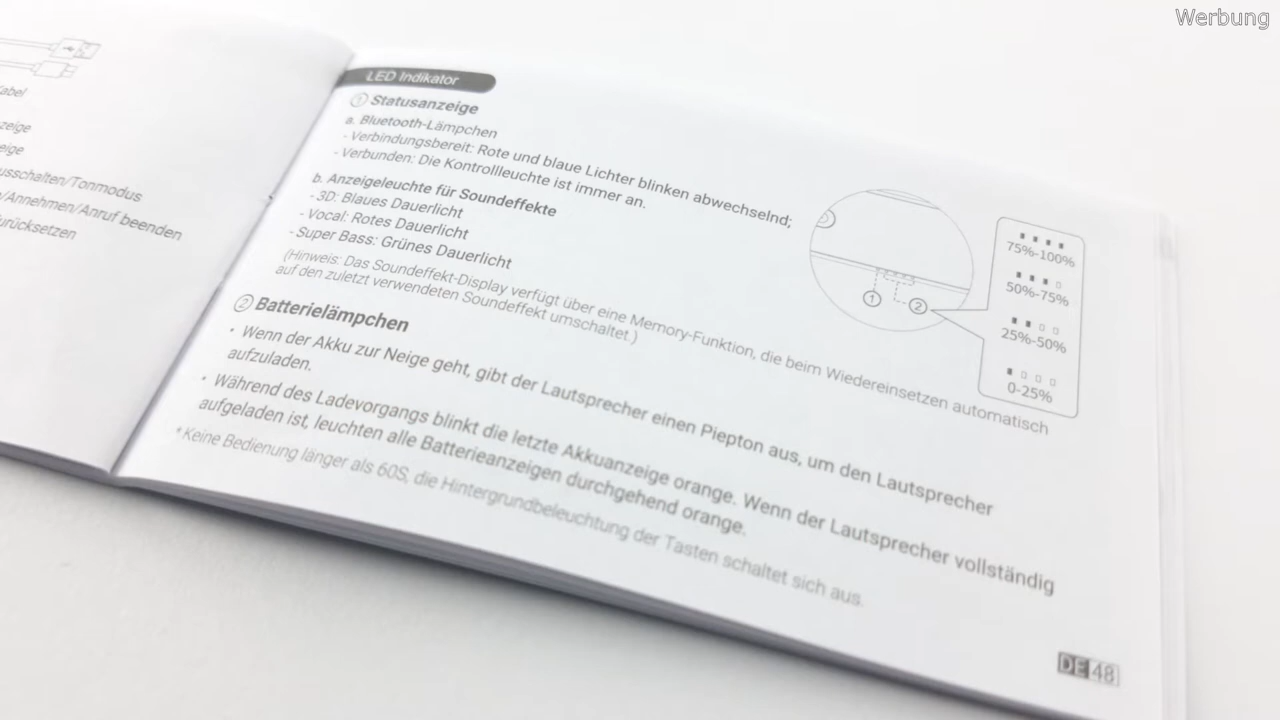 Werbung
abel
zeige
eige
usschalten/Tonmodus
/Annehmen/Anruf beenden
urücksetzen
LED Indikator
① Statusanzeige
a. Bluetooth-Lämpchen
- Verbindungsbereit: Rote und blaue Lichter blinken abwechselnd;
- Verbunden: Die Kontrollleuchte ist immer an.
b. Anzeigeleuchte für Soundeffekte
- 3D: Blaues Dauerlicht
- Vocal: Rotes Dauerlicht
- Super Bass: Grünes Dauerlicht
(Hinweis: Das Soundeffekt-Display verfügt über eine Memory-Funktion, die beim Wiedereinsetzen automatisch
auf den zuletzt verwendeten Soundeffekt umschaltet.)
② Batterielämpchen
• Wenn der Akku zur Neige geht, gibt der Lautsprecher einen Piepton aus, um den Lautsprecher
aufzuladen.
• Während des Ladevorgangs blinkt die letzte Akkuanzeige orange. Wenn der Lautsprecher vollständig
aufgeladen ist, leuchten alle Batterieanzeigen durchgehend orange.
* Keine Bedienung länger als 60S, die Hintergrundbeleuchtung der Tasten schaltet sich aus.
① ②
75%-100%
50%-75%
25%-50%
0-25%
DE 48